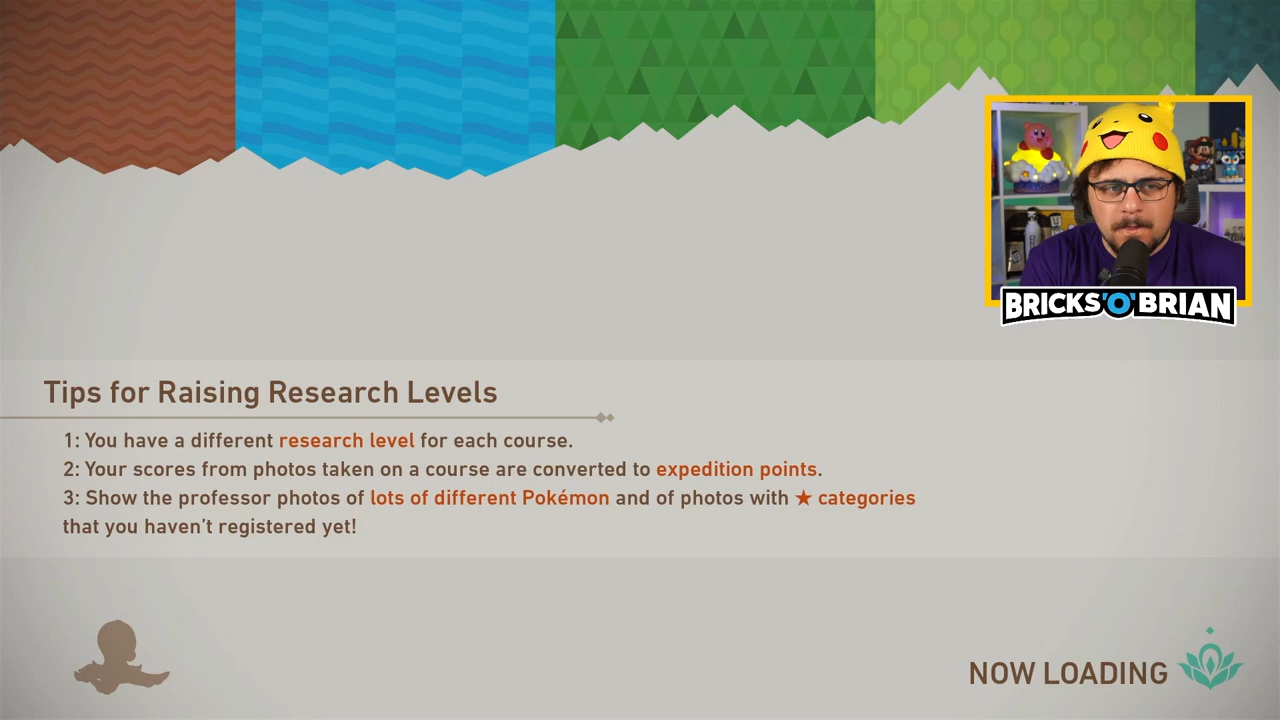 BRICKS'O'BRIAN
Tips for Raising Research Levels
1: You have a different research level for each course.
2: Your scores from photos taken on a course are converted to expedition points.
3: Show the professor photos of lots of different Pokémon and of photos with ★ categories
that you haven't registered yet!
NOW LOADING